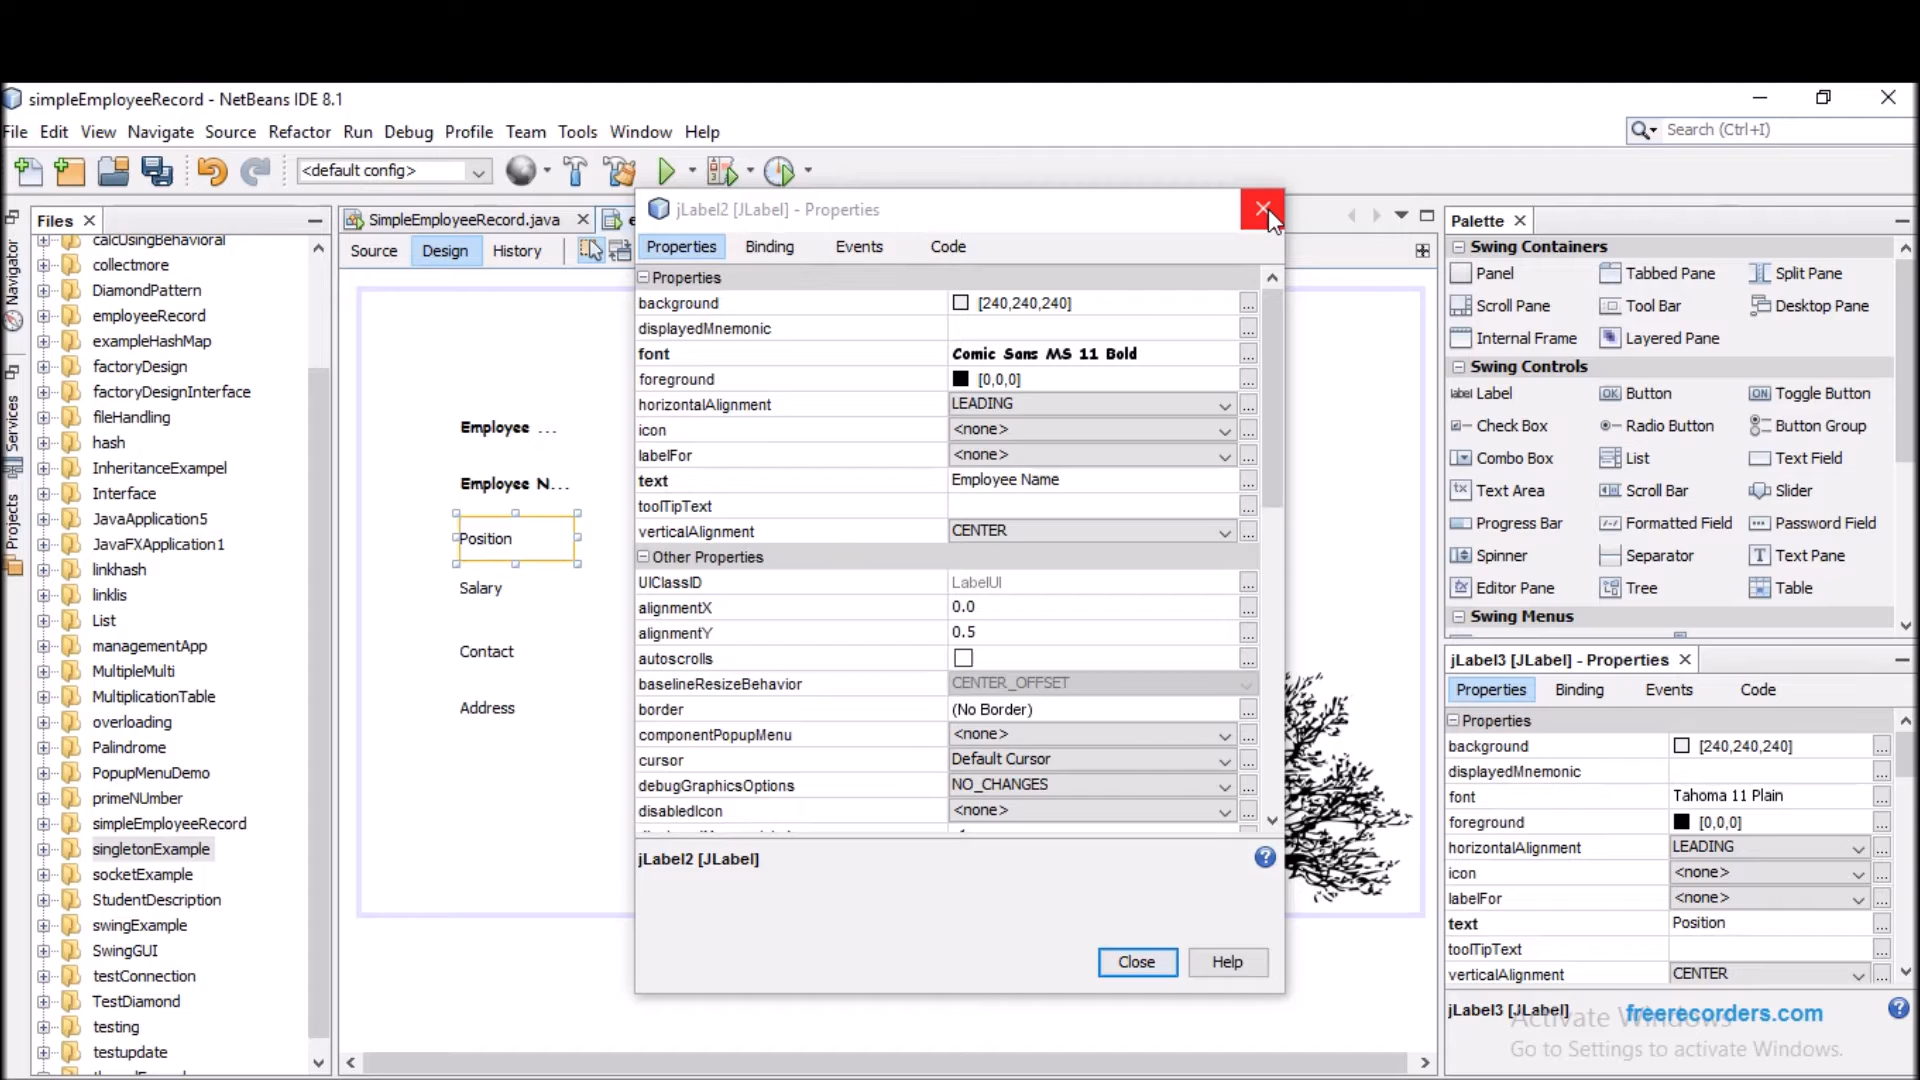 simpleEmployeeRecord - NetBeans IDE 8.1
File Edit View Navigate Source Refactor Run Debug Profile Team Tools Window Help
Search (Ctrl+I)
<default config>
Files
calcUsingBehavioral
collectmore
DiamondPattern
employeeRecord
exampleHashMap
factoryDesign
factoryDesignInterface
fileHandling
hash
InheritanceExampel
Interface
JavaApplication5
JavaFXApplication1
linkhash
linklis
List
managementApp
MultipleMulti
MultiplicationTable
overloading
Palindrome
PopupMenuDemo
primeNUmber
simpleEmployeeRecord
singletonExample
socketExample
StudentDescription
swingExample
SwingGUI
testConnection
TestDiamond
testing
testupdate
Navigator
Services
Projects
SimpleEmployeeRecord.java
Source Design History
Employee ...
Employee N...
Position
Salary
Contact
Address
jLabel2 [JLabel] - Properties
Properties Binding Events Code
Properties
background [240,240,240] ...
displayedMnemonic ...
font Comic Sans MS 11 Bold ...
foreground [0,0,0] ...
horizontalAlignment LEADING ...
icon <none> ...
labelFor <none> ...
text Employee Name ...
toolTipText ...
verticalAlignment CENTER ...
Other Properties
UIClassID LabelUI ...
alignmentX 0.0 ...
alignmentY 0.5 ...
autoscrolls ...
baselineResizeBehavior CENTER_OFFSET
border (No Border) ...
componentPopupMenu <none> ...
cursor Default Cursor ...
debugGraphicsOptions NO_CHANGES ...
disabledIcon <none> ...
jLabel2 [JLabel]
Close Help
Palette
Swing Containers
Panel Tabbed Pane Split Pane
Scroll Pane Tool Bar Desktop Pane
Internal Frame Layered Pane
Swing Controls
label Label OK Button ON Toggle Button
Check Box Radio Button Button Group
Combo Box List Text Field
Text Area Scroll Bar Slider
Progress Bar Formatted Field Password Field
Spinner Separator Text Pane
Editor Pane Tree Table
Swing Menus
jLabel3 [JLabel] - Properties
Properties Binding Events Code
Properties
background [240,240,240] ...
displayedMnemonic ...
font Tahoma 11 Plain ...
foreground [0,0,0] ...
horizontalAlignment LEADING ...
icon <none> ...
labelFor <none> ...
text Position ...
toolTipText ...
verticalAlignment CENTER ...
jLabel3 [JLabel]
freerecorders.com
Activate Windows
Go to Settings to activate Windows.